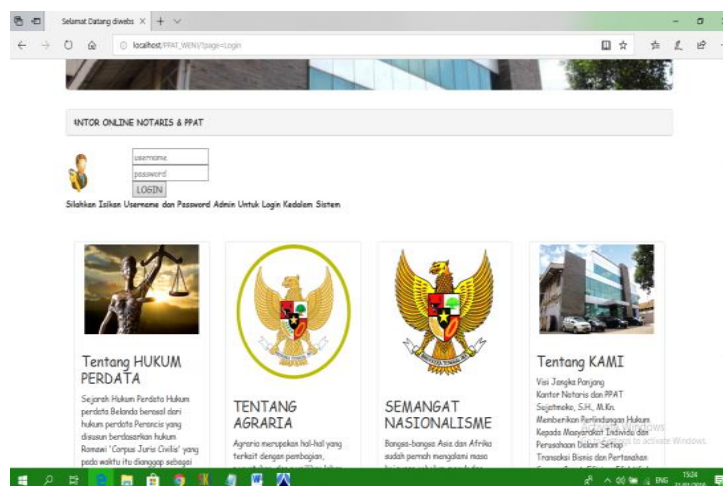 Selamat Datang diwebs
localhost/PPAT_WENI/?page=Login
ANTOR ONLINE NOTARIS & PPAT
username
password
LOGIN
Silahkan Isikan Username dan Password Admin Untuk Login Kedalam Sistem
Tentang HUKUM
PERDATA
Sejarah Hukum Perdata Hukum
perdata Belanda berasal dari
hukum perdata Perancis yang
disusun berdasarkan hukum
Romawi 'Corpus Juris Civilis' yang
pada waktu itu dianggap sebagai
TENTANG
AGRARIA
Agraria merupakan hal-hal yang
terkait dengan pembagian,
SEMANGAT
NASIONALISME
Bangsa-bangsa Asia dan Afrika
sudah pernah mengalami masa
Tentang KAMI
Visi Jangka Panjang
Kantor Notaris dan PPAT
Sujatmoko, S.H., M.Kn.
Memberikan Perlindungan Hukum
Kepada Masyarakat Individu dan
Perusahaan Dalam Setiap
Transaksi Bisnis dan Pertanahan
to activate Windows.
ENG
15:24